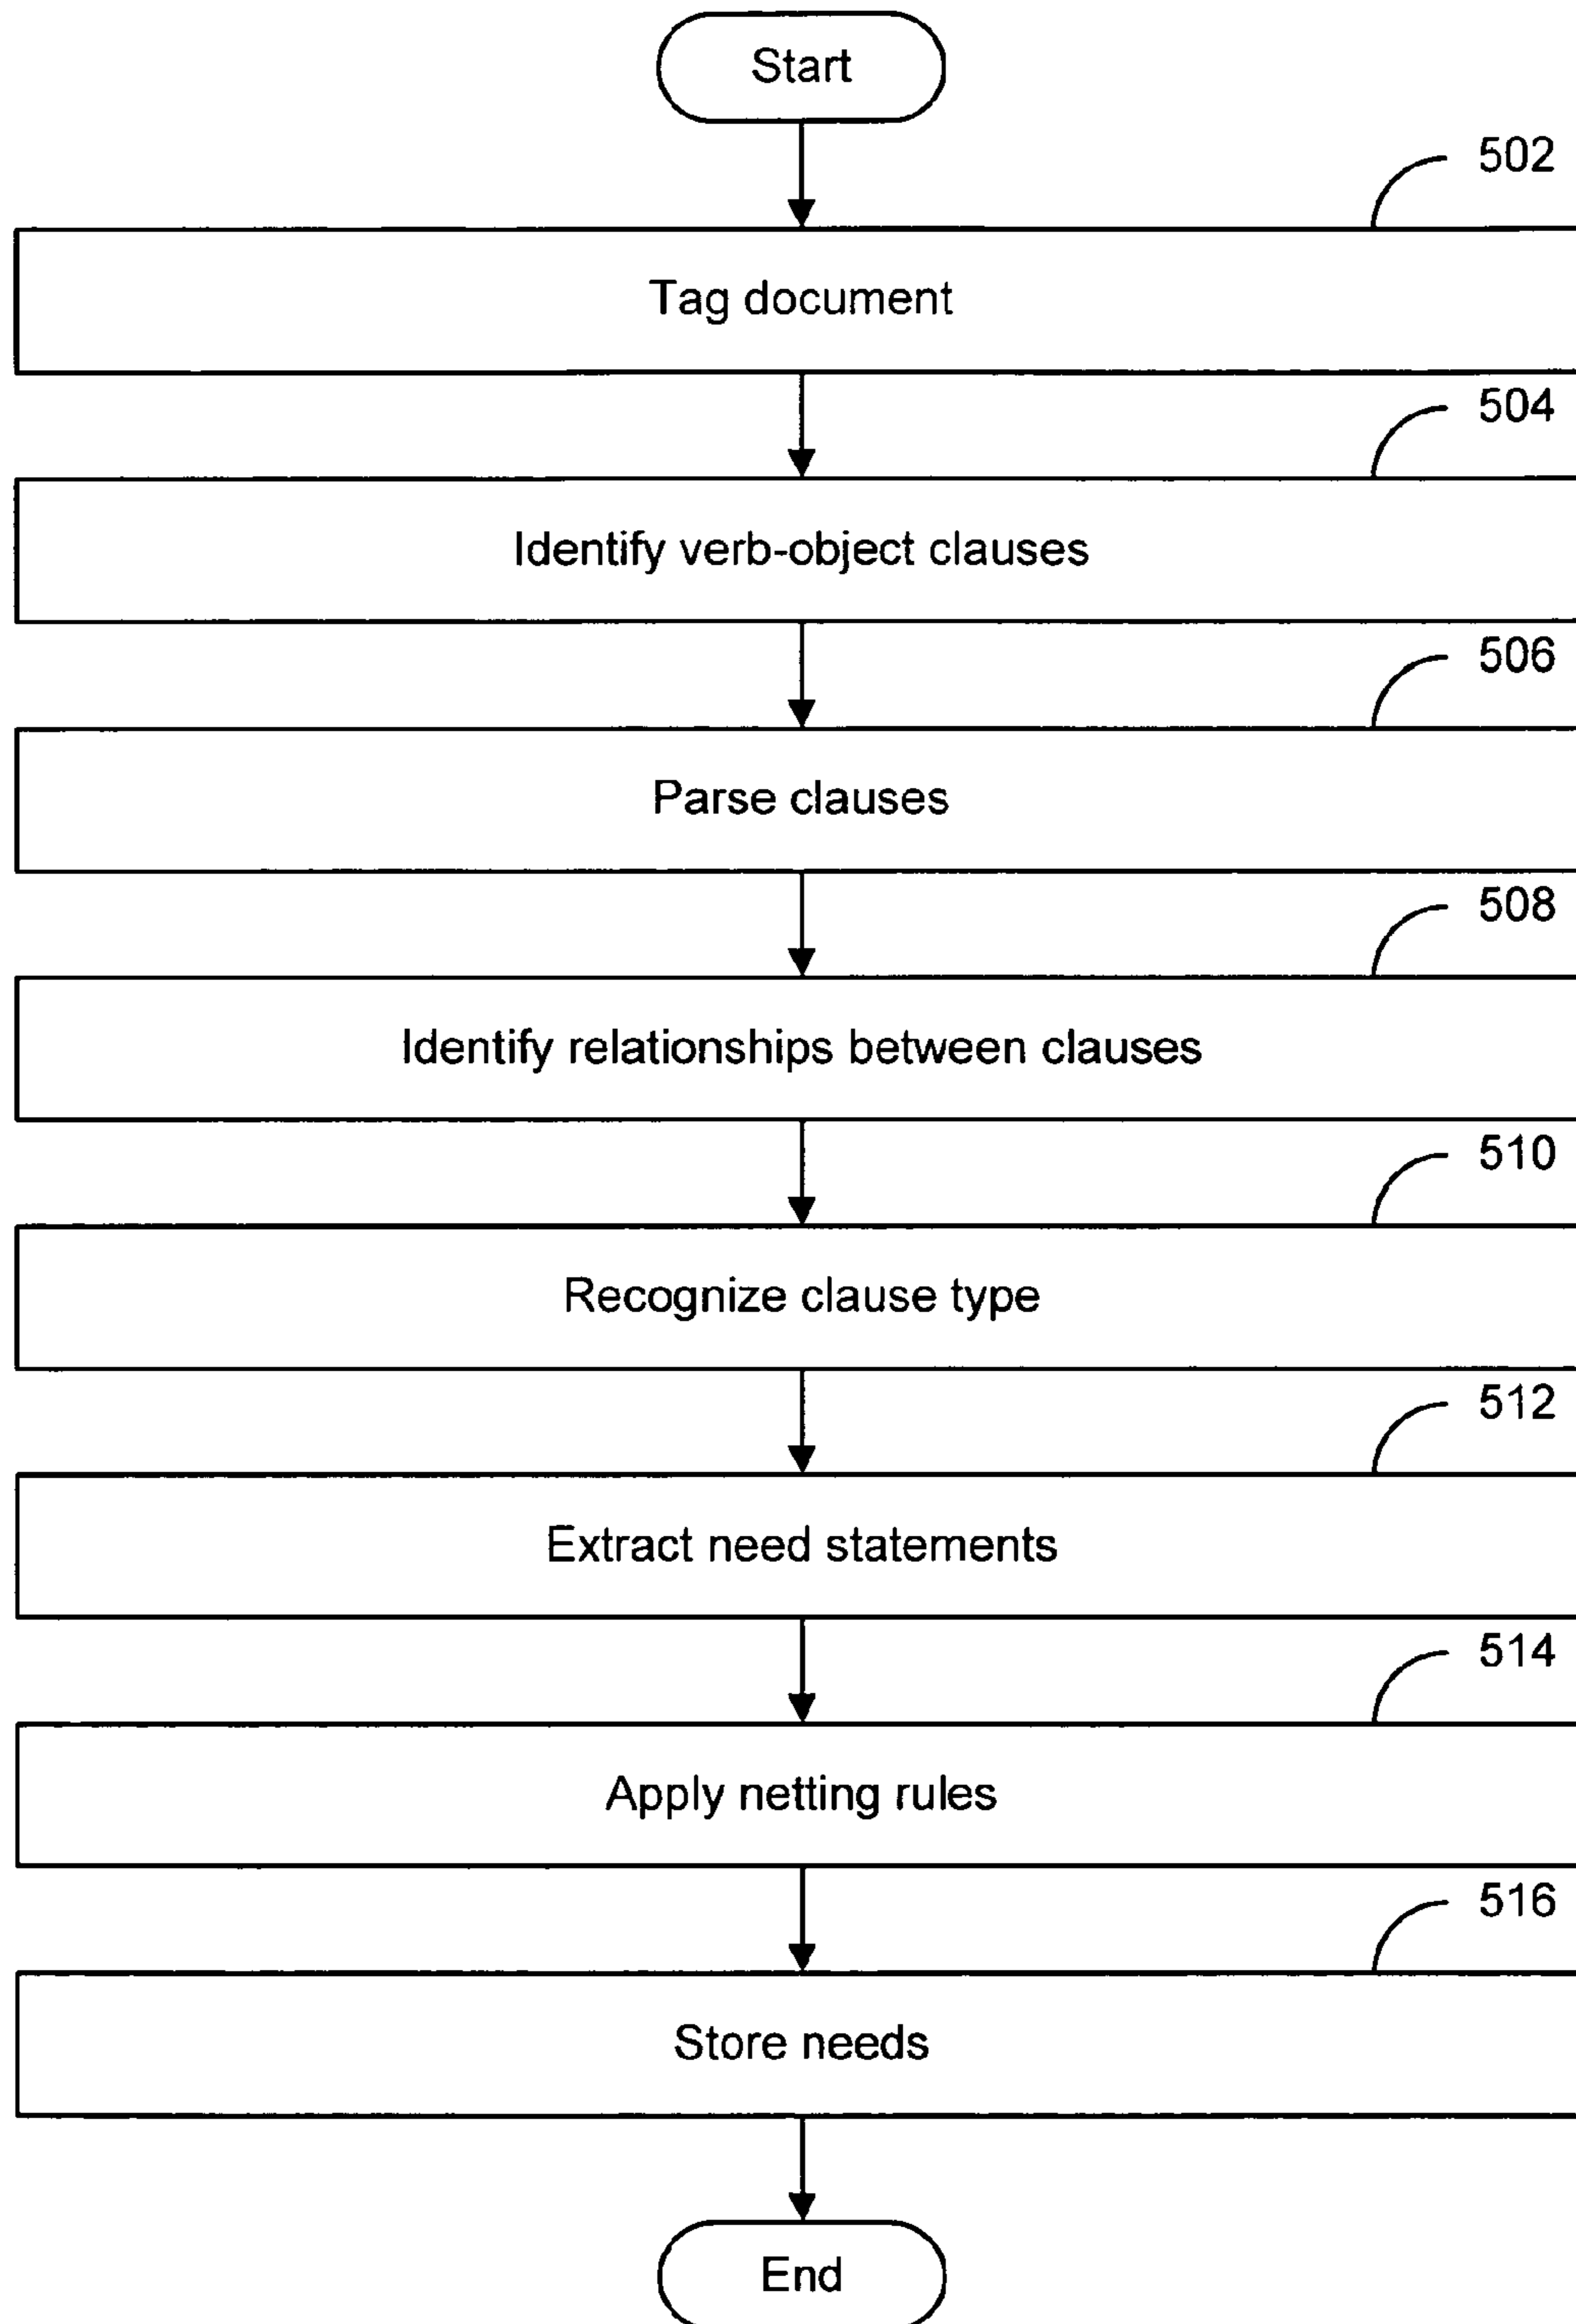 Start
502
Tag document
504
Identify verb-object clauses
506
Parse clauses
508
Identify relationships between clauses
510
Recognize clause type
512
Extract need statements
514
Apply netting rules
516
Store needs
End